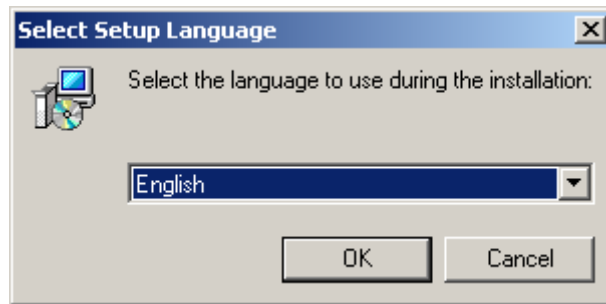 Select Setup Language
Select the language to use during the installation:
English
OK
Cancel